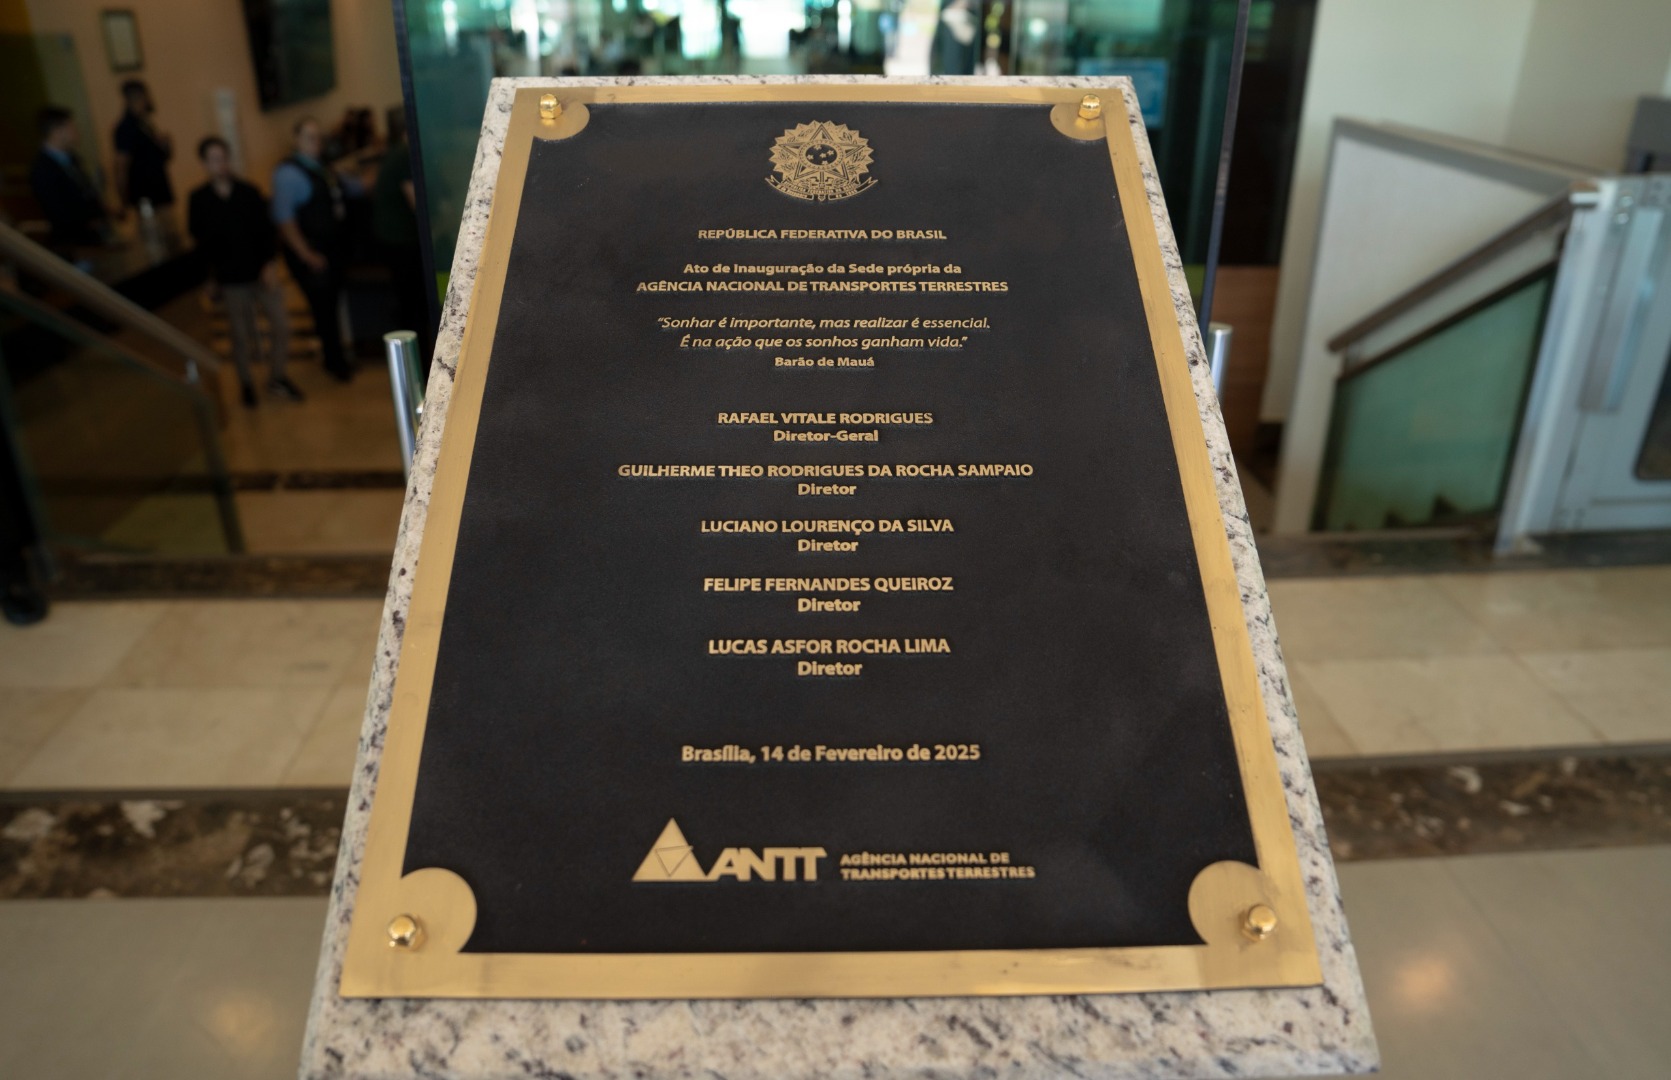 REPÚBLICA FEDERATIVA DO BRASIL
Ato de Inauguração da Sede própria da
AGÊNCIA NACIONAL DE TRANSPORTES TERRESTRES
“Sonhar é importante, mas realizar é essencial.
É na ação que os sonhos ganham vida.”
Barão de Mauá
RAFAEL VITALE RODRIGUES
Diretor-Geral
GUILHERME THEO RODRIGUES DA ROCHA SAMPAIO
Diretor
LUCIANO LOURENÇO DA SILVA
Diretor
FELIPE FERNANDES QUEIROZ
Diretor
LUCAS ASFOR ROCHA LIMA
Diretor
Brasília, 14 de Fevereiro de 2025
ANTT
AGÊNCIA NACIONAL DE
TRANSPORTES TERRESTRES